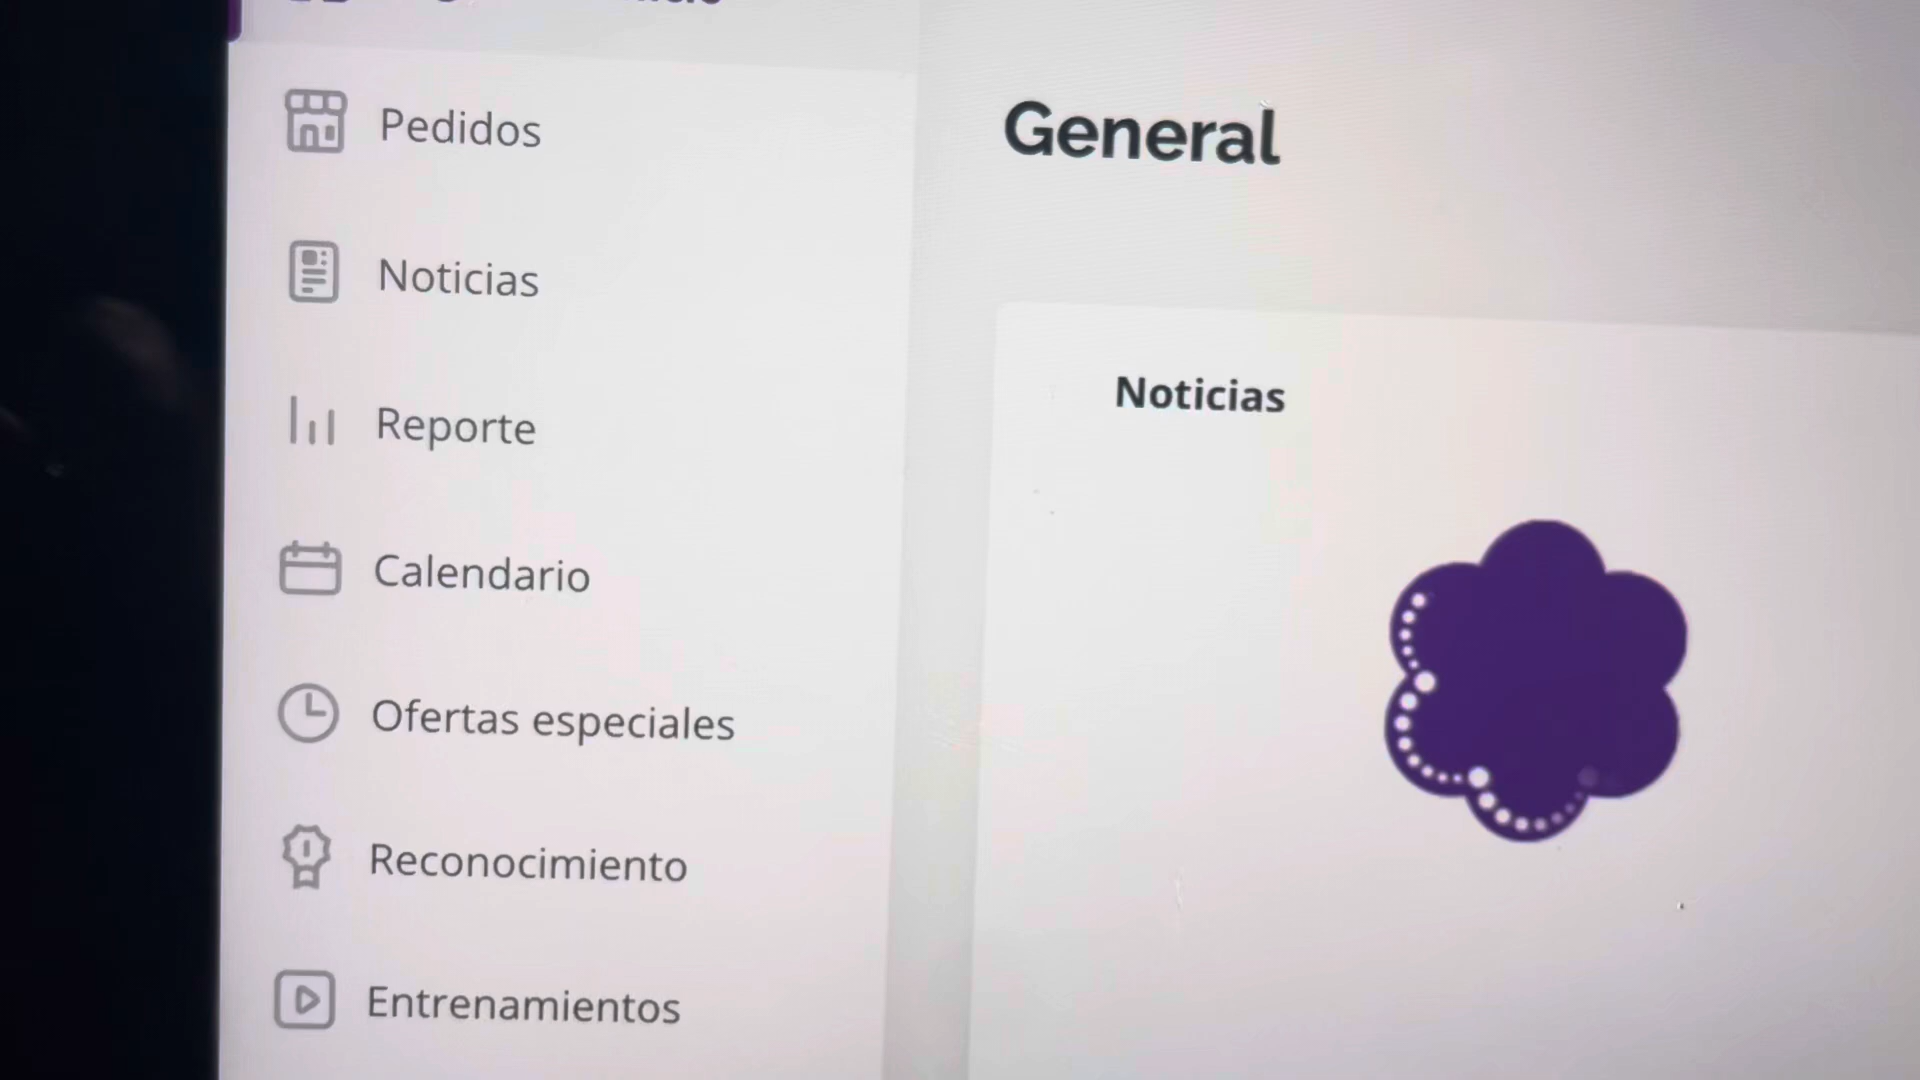 Pedidos
Noticias
Reporte
Calendario
Ofertas especiales
Reconocimiento
Entrenamientos
General
Noticias